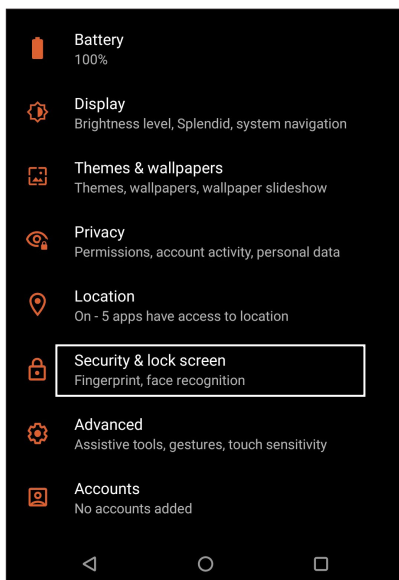 Battery
100%
Display
Brightness level, Splendid, system navigation
Themes & wallpapers
Themes, wallpapers, wallpaper slideshow
Privacy
Permissions, account activity, personal data
Location
On - 5 apps have access to location
Security & lock screen
Fingerprint, face recognition
Advanced
Assistive tools, gestures, touch sensitivity
Accounts
No accounts added